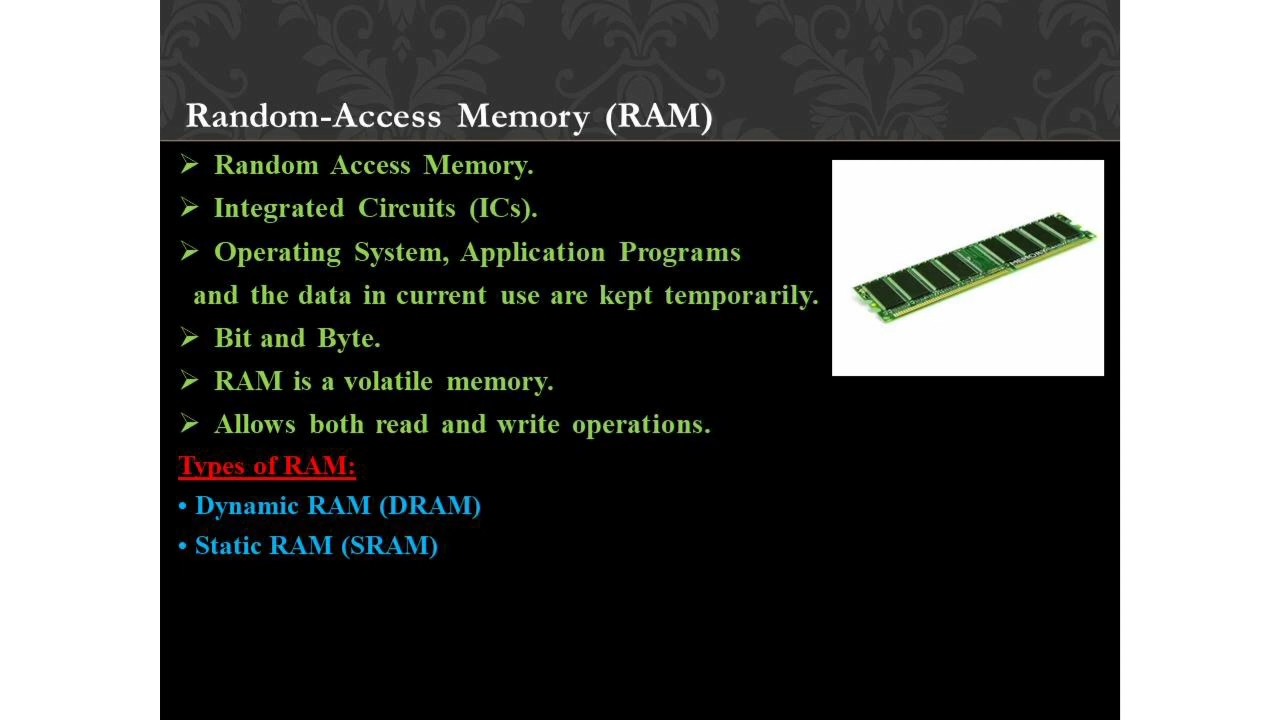 Random-Access Memory (RAM)
➢ Random Access Memory.
➢ Integrated Circuits (ICs).
➢ Operating System, Application Programs
and the data in current use are kept temporarily.
➢ Bit and Byte.
➢ RAM is a volatile memory.
➢ Allows both read and write operations.
Types of RAM:
• Dynamic RAM (DRAM)
• Static RAM (SRAM)
MEMORY